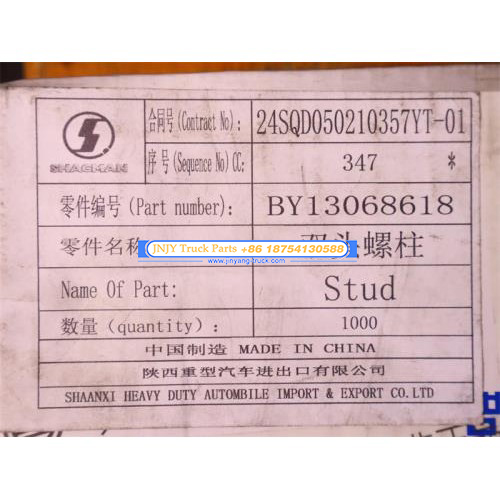 SHACMAN
合同号(Contract No): 24SQD050210357YT-01
序号(Sequence No)CC: 347 *
零件编号(Part number): BY13068618
零件名称 双头螺柱
JNJY Truck Parts +86 18754130588
www.jinyang-truck.com
Name Of Part: Stud
数量(quantity): 1000
中国制造 MADE IN CHINA
陕西重型汽车进出口有限公司
SHAANXI HEAVY DUTY AUTOMBILE IMPORT & EXPORT CO.LTD